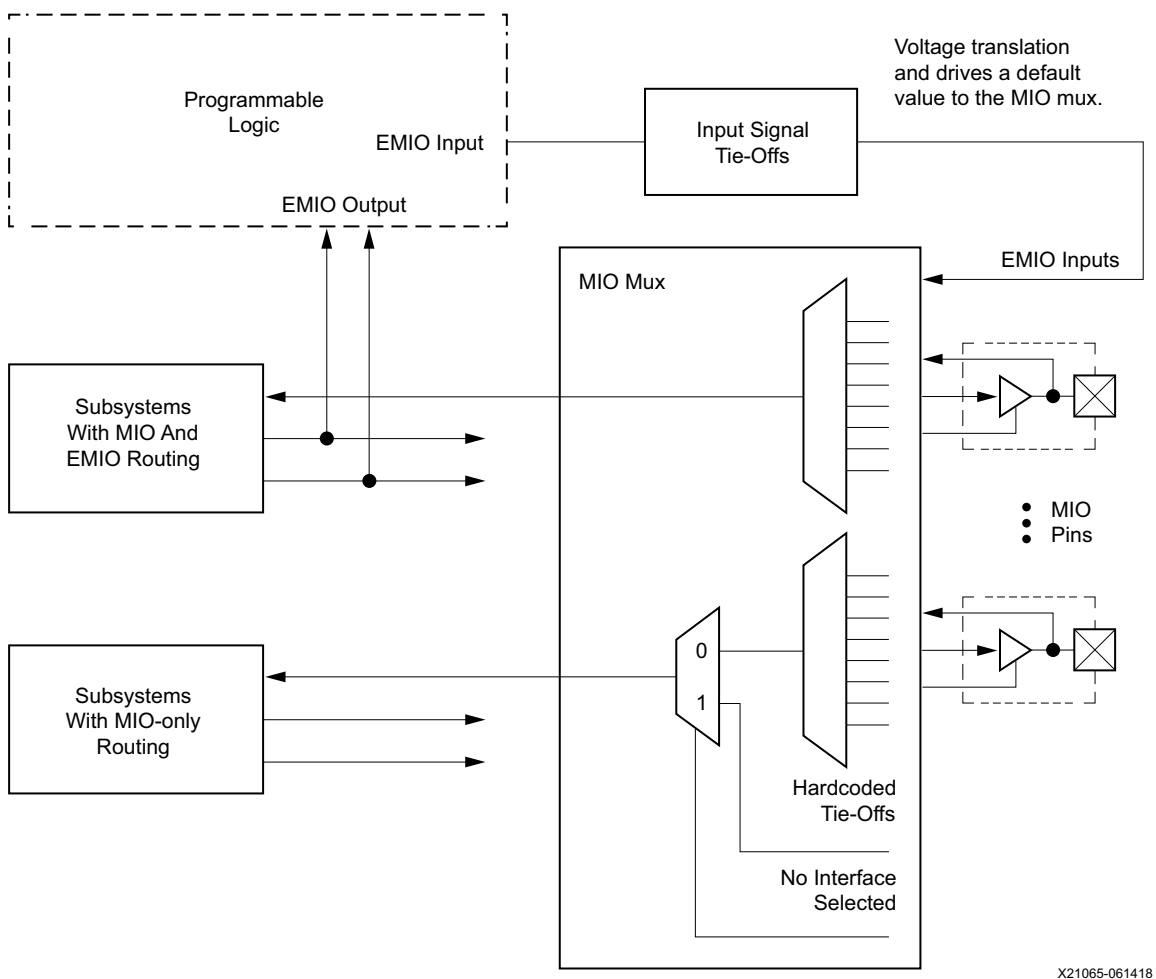 Programmable
Logic
EMIO Input
EMIO Output
Input Signal
Tie-Offs
Voltage translation
and drives a default
value to the MIO mux.
EMIO Inputs
MIO Mux
Subsystems
With MIO And
EMIO Routing
MIO
Pins
Subsystems
With MIO-only
Routing
0
1
Hardcoded
Tie-Offs
No Interface
Selected
X21065-061418